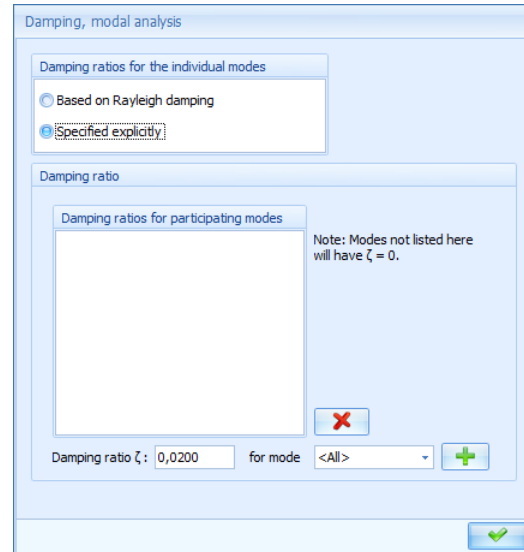 Damping, modal analysis
Damping ratios for the individual modes
Based on Rayleigh damping
Specified explicitly
Damping ratio
Damping ratios for participating modes
Note: Modes not listed here
will have ζ = 0.
Damping ratio ζ : 0,0200 for mode <All>